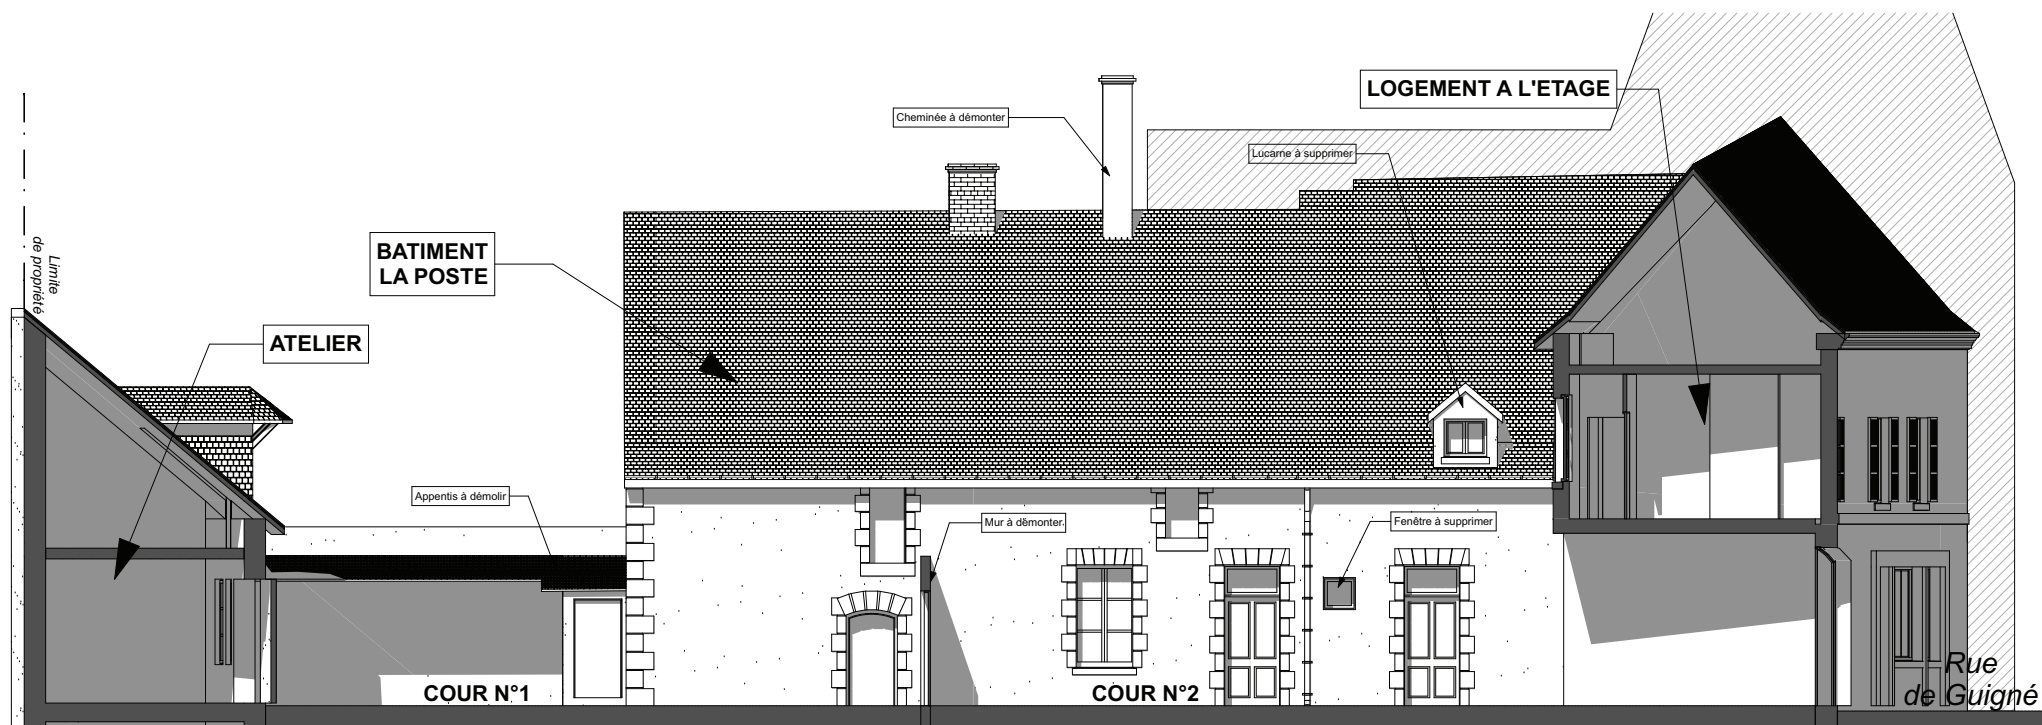 LOGEMENT A L'ETAGE
Cheminée à démonter
Lucarne à supprimer
BATIMENT
LA POSTE
Limite
de propriété
ATELIER
Appentis à démolir
Mur à démonter
Fenêtre à supprimer
COUR N°1
COUR N°2
Rue
de Guigné